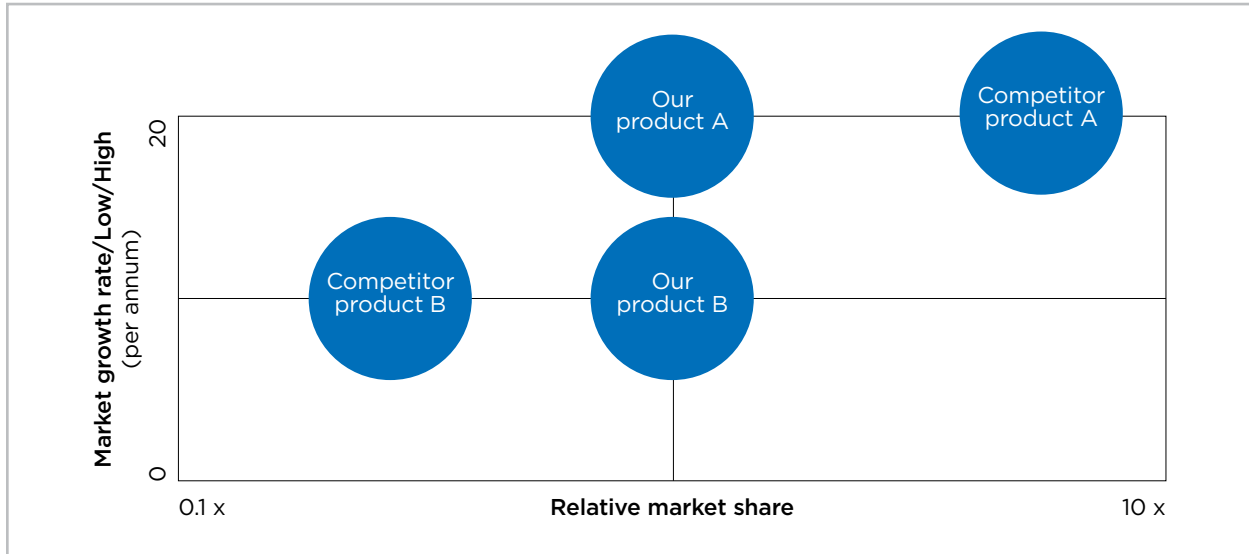 Market growth rate/Low/High
(per annum)
20
0
Our
product A
Competitor
product A
Competitor
product B
Our
product B
0.1 x
Relative market share
10 x